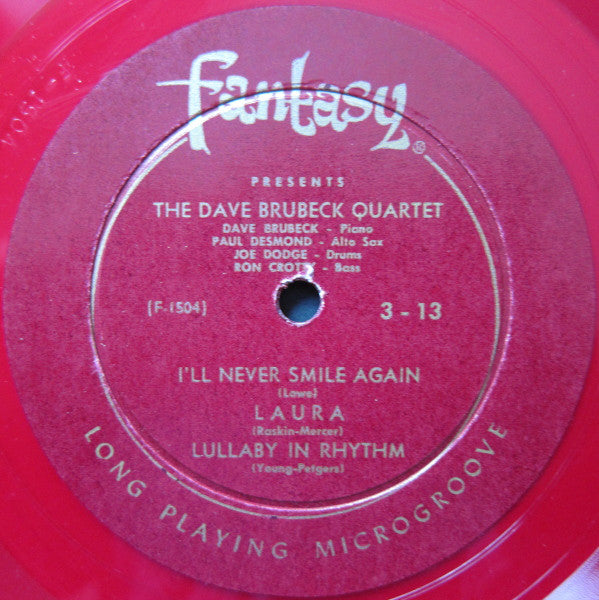 fantasy®
PRESENTS
THE DAVE BRUBECK QUARTET
DAVE BRUBECK - Piano
PAUL DESMOND - Alto Sax
JOE DODGE - Drums
RON CROTTY - Bass
(F-1504) 3 - 13
I'LL NEVER SMILE AGAIN
(Lowe)
LAURA
(Raskin-Mercer)
LULLABY IN RHYTHM
(Young-Petgers)
LONG PLAYING MICROGROOVE